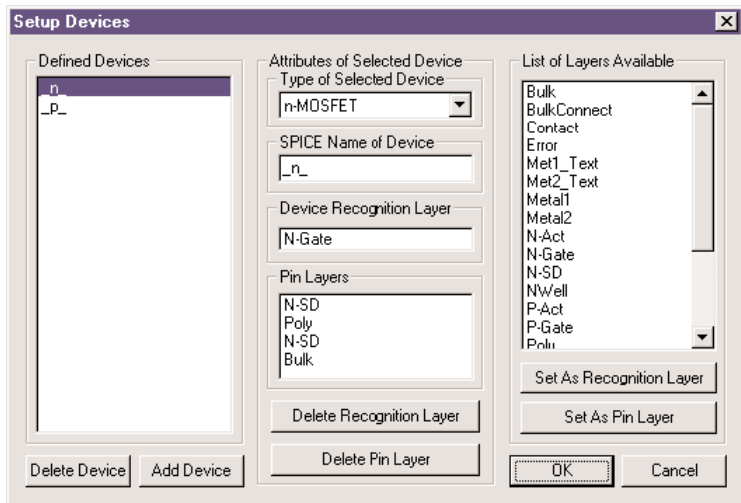 Setup Devices
Defined Devices
_n_
_p_
Delete Device
Add Device
Attributes of Selected Device
Type of Selected Device
n-MOSFET
SPICE Name of Device
_n_
Device Recognition Layer
N-Gate
Pin Layers
N-SD
Poly
N-SD
Bulk
Delete Recognition Layer
Delete Pin Layer
List of Layers Available
Bulk
BulkConnect
Contact
Error
Met1_Text
Met2_Text
Metal1
Metal2
N-Act
N-Gate
N-SD
NWell
P-Act
P-Gate
Poly
Set As Recognition Layer
Set As Pin Layer
OK
Cancel